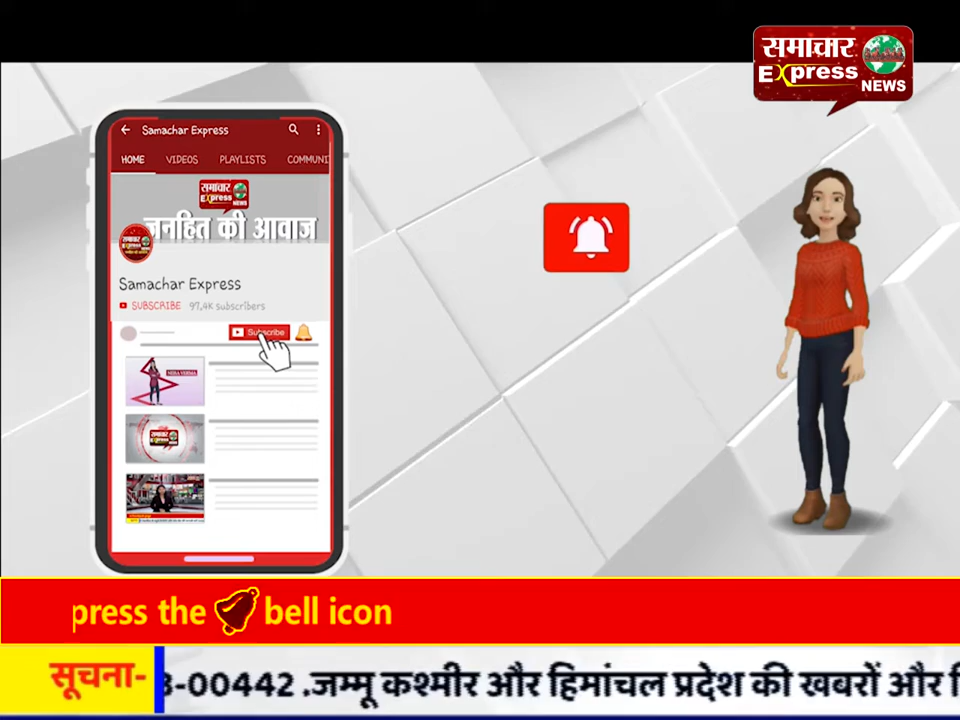 समाचार
Express
NEWS
Samachar Express
HOME VIDEOS PLAYLISTS COMMUNI
समाचार
Express
NEWS
जनहित की आवाज
Samachar Express
SUBSCRIBE 97.4K subscribers
Subscribe
press the bell icon
सूचना- 3-00442 .जम्मू कश्मीर और हिमांचल प्रदेश की खबरों और